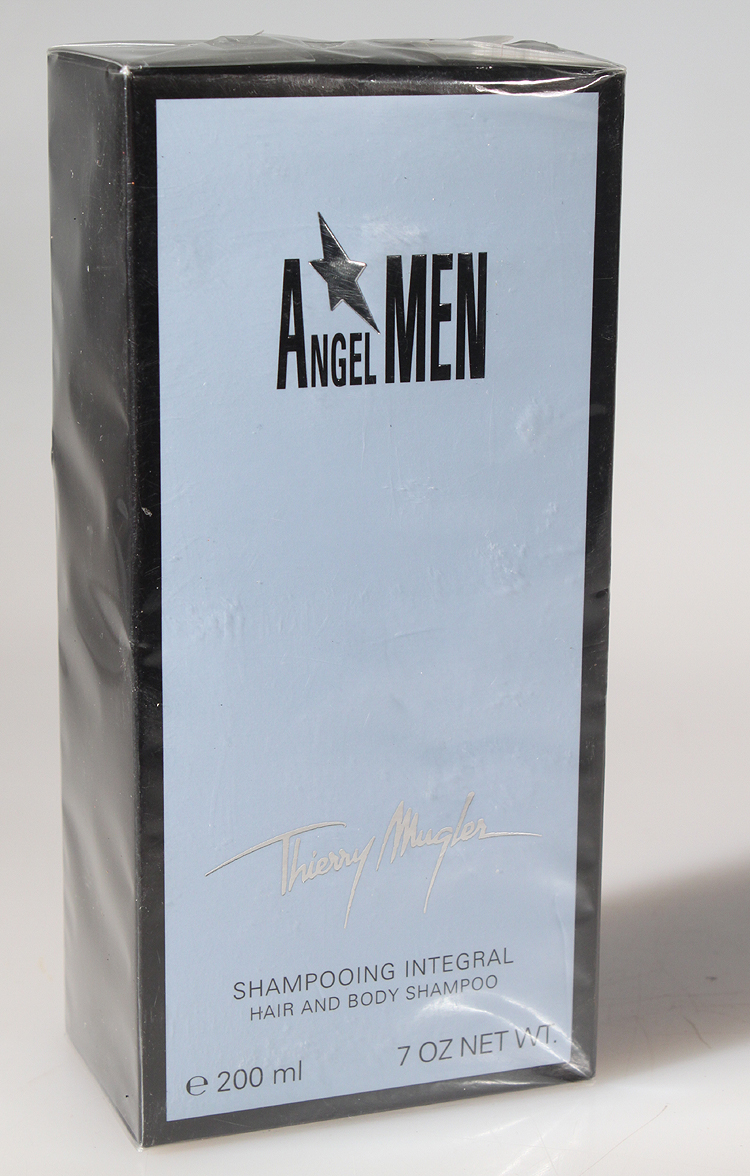 ANGEL MEN
Thierry Mugler
SHAMPOOING INTEGRAL
HAIR AND BODY SHAMPOO
℮ 200 ml 7 OZ NET WT.